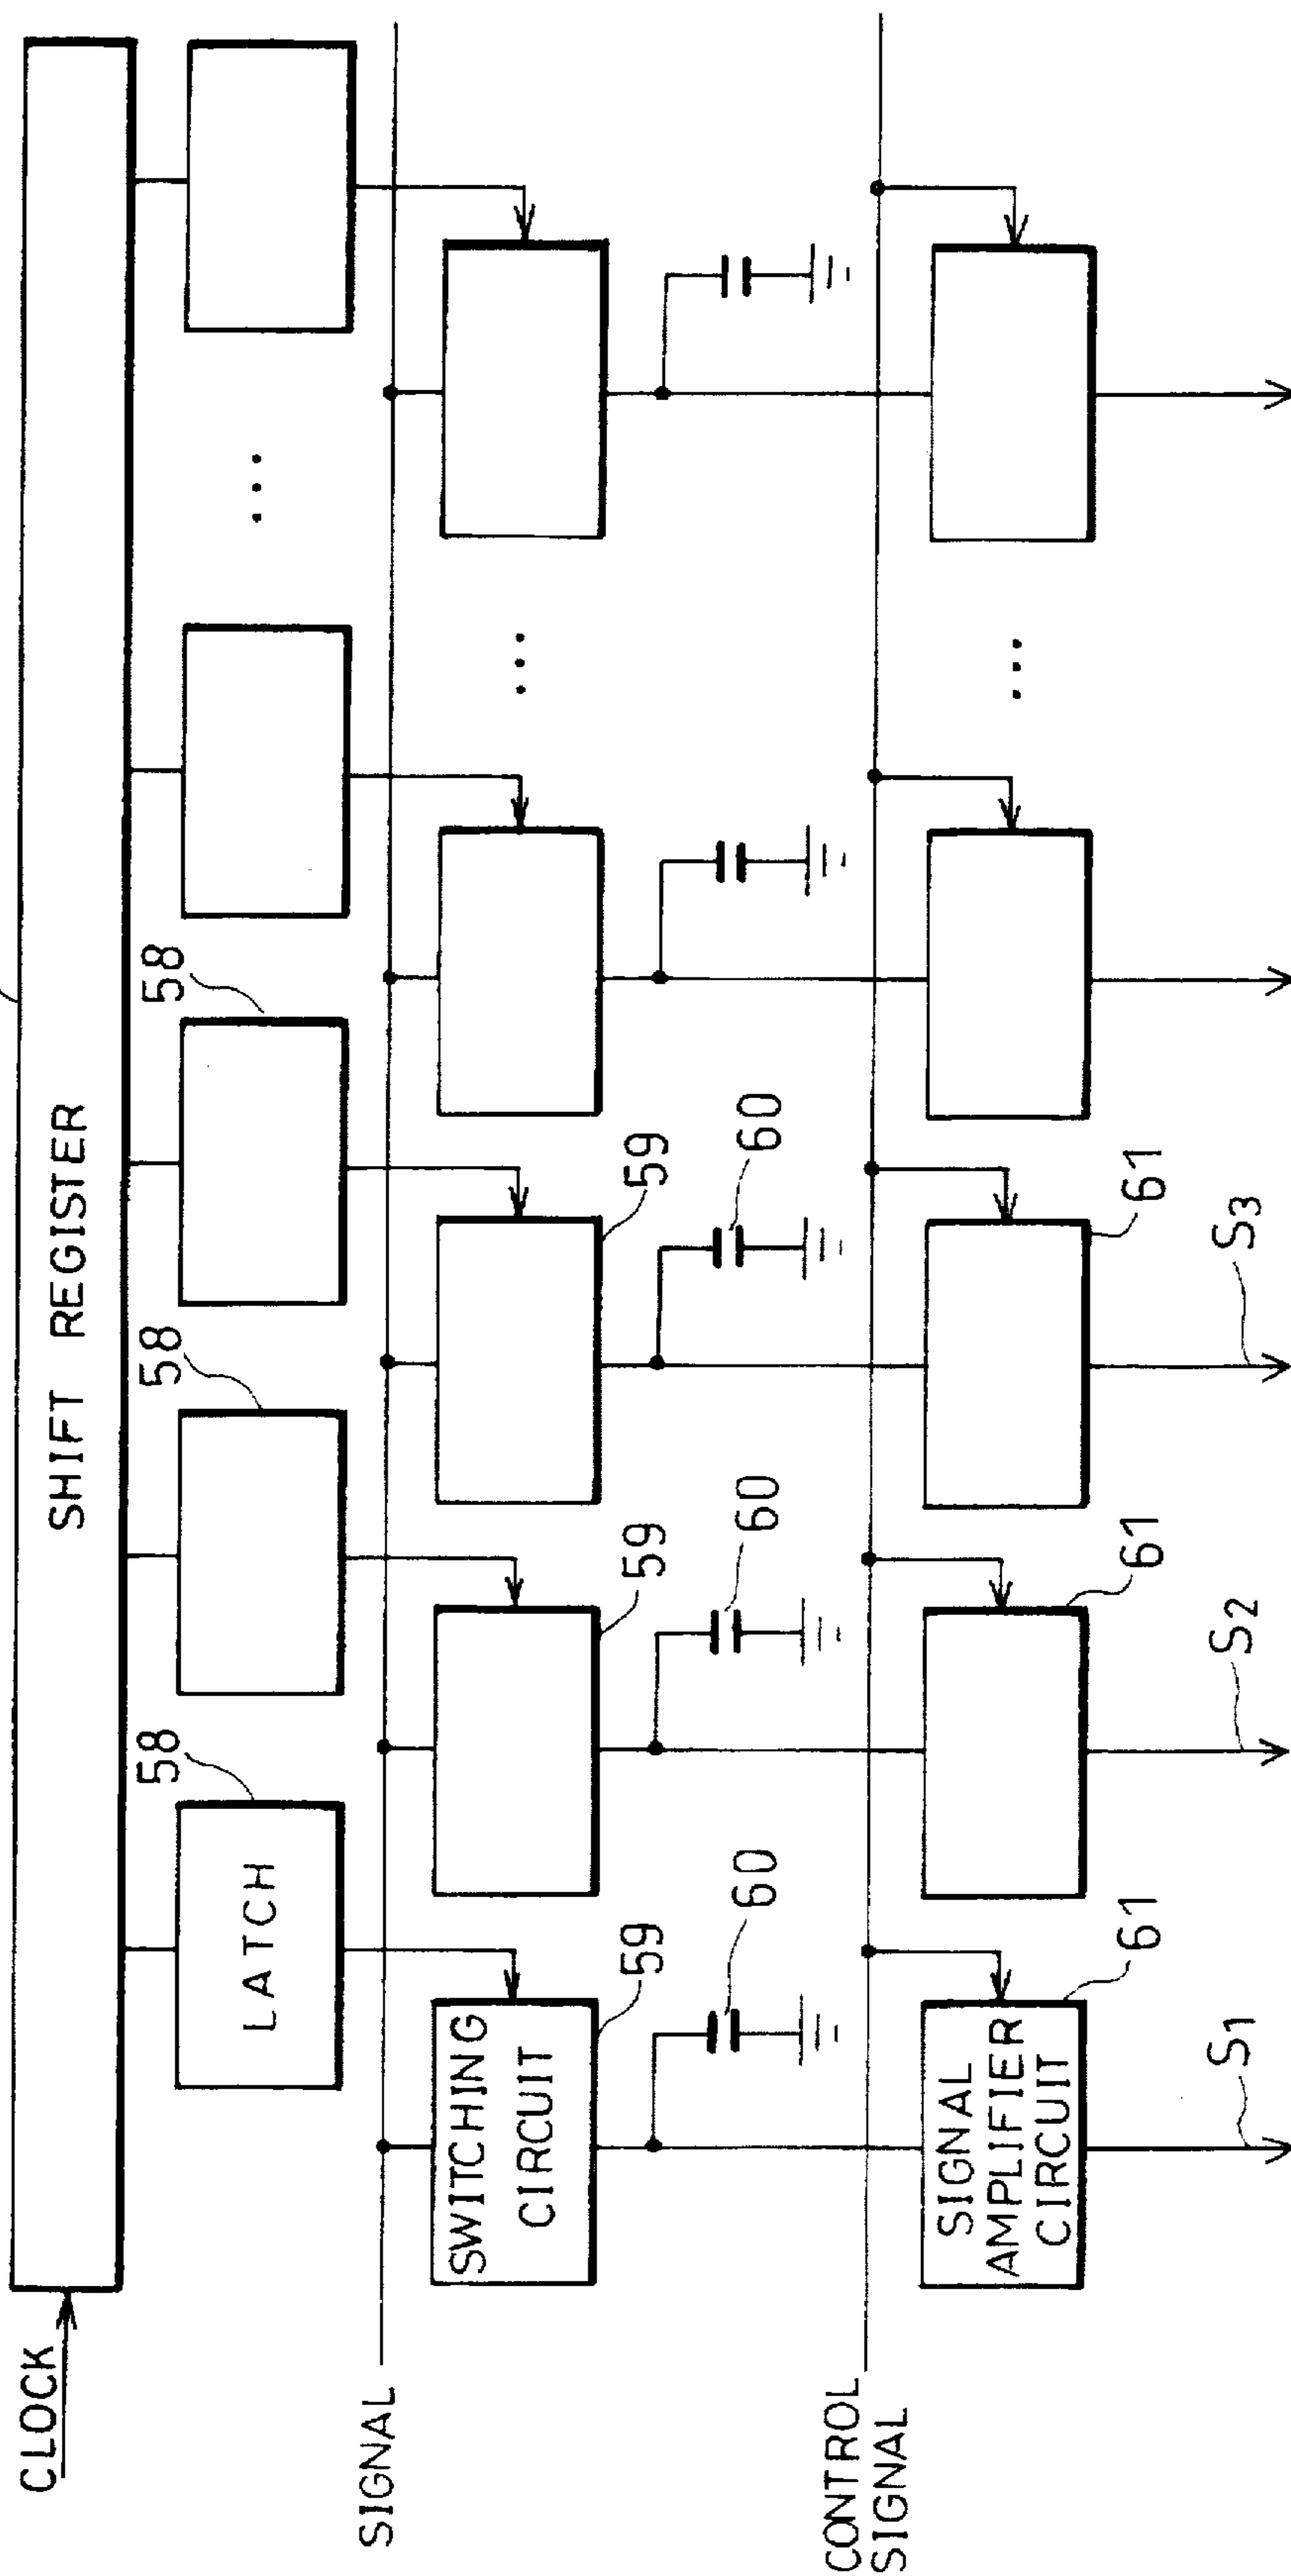 CLOCK
SHIFT REGISTER
LATCH
58
58
58
SIGNAL
SWITCHING
CIRCUIT
59
59
59
60
60
60
CONTROL
SIGNAL
SIGNAL
AMPLIFIER
CIRCUIT
61
61
61
S1
S2
S3